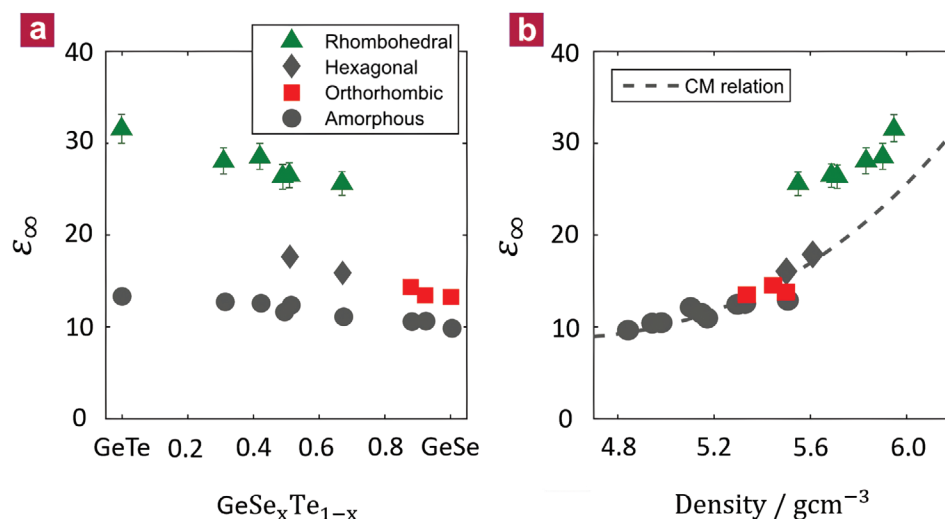 a
40
30
20
10
0
ε∞
GeTe
0.2
0.4
0.6
0.8
GeSe
GeSeₓTe₁₋ₓ
Rhombohedral
Hexagonal
Orthorhombic
Amorphous
b
40
30
20
10
0
ε∞
4.8
5.2
5.6
6.0
Density / gcm⁻³
CM relation